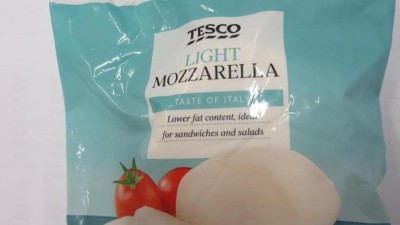 TESCO
LIGHT
MOZZARELLA
TASTE OF ITALY
Lower fat content, ideal
for sandwiches and salads